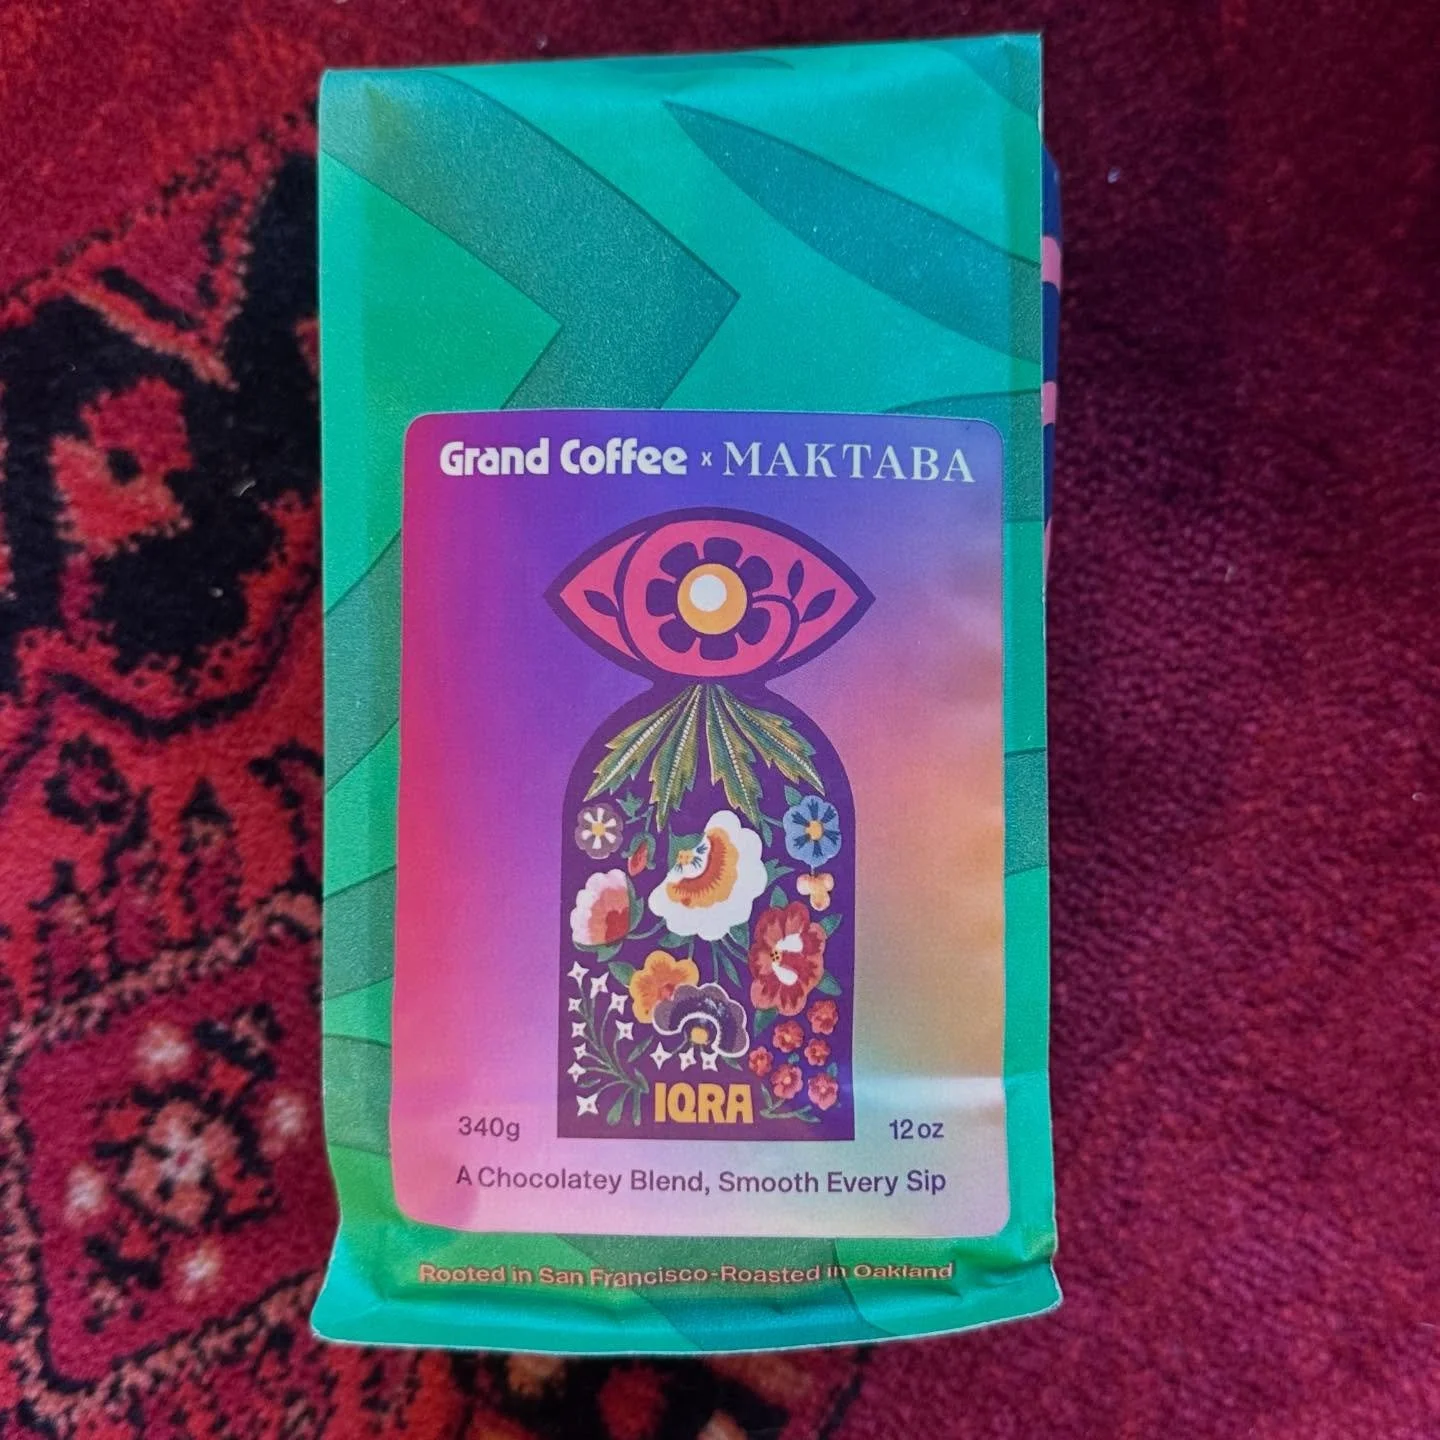 Grand Coffee x MAKTABA
IQRA
340g
12 oz
A Chocolatey Blend, Smooth Every Sip
Rooted in San Francisco-Roasted in Oakland